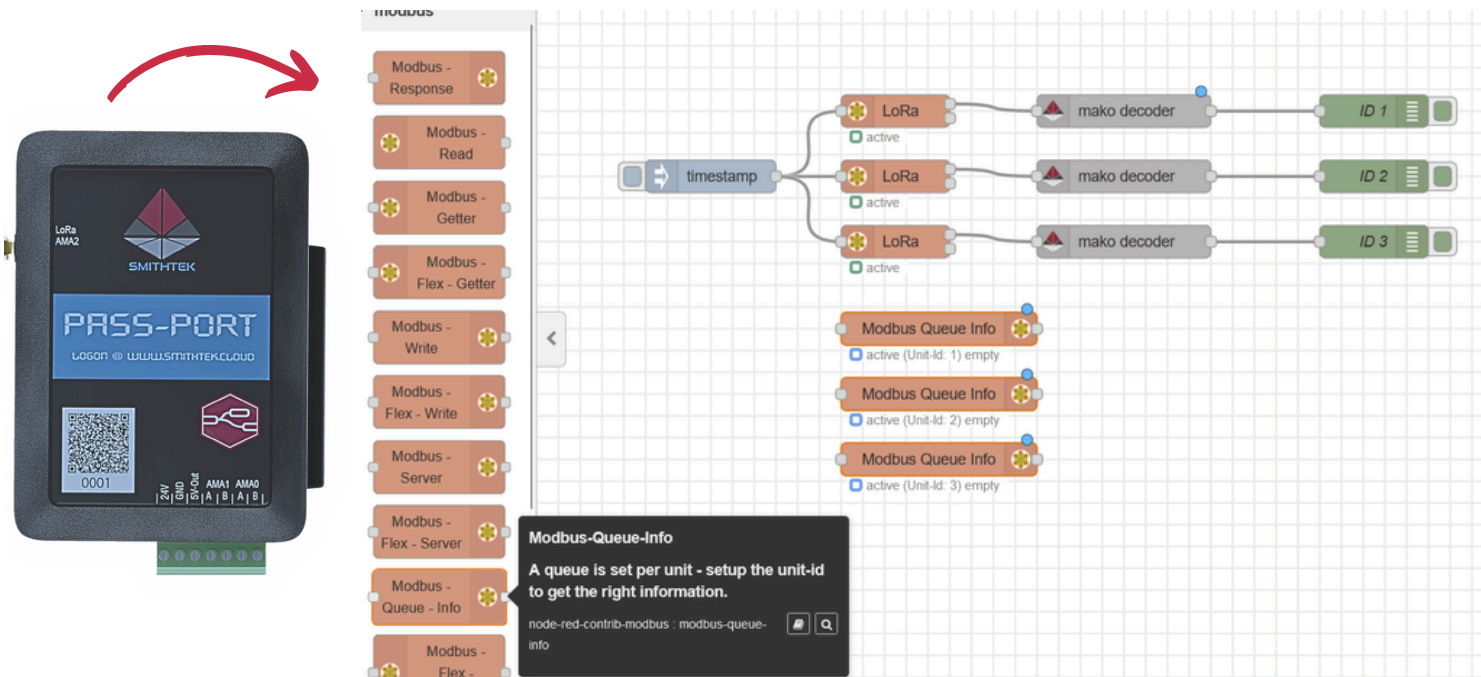 LoRa
AMA2
SMITHTEK
PASS-PORT
LOGON @ WWW.SMITHTEK.CLOUD
0001
24V
GND
5V-Out
AMA1 AMA0
A | B | A | B |
modbus
Modbus -
Response
Modbus -
Read
Modbus -
Getter
Modbus -
Flex - Getter
Modbus -
Write
Modbus -
Flex - Write
Modbus -
Server
Modbus -
Flex - Server
Modbus -
Queue - Info
Modbus -
Flex -
timestamp
LoRa
active
mako decoder
ID 1
LoRa
active
mako decoder
ID 2
LoRa
active
mako decoder
ID 3
Modbus Queue Info
active (Unit-Id: 1) empty
Modbus Queue Info
active (Unit-Id: 2) empty
Modbus Queue Info
active (Unit-Id: 3) empty
Modbus-Queue-Info
A queue is set per unit - setup the unit-id
to get the right information.
node-red-contrib-modbus : modbus-queue-
info